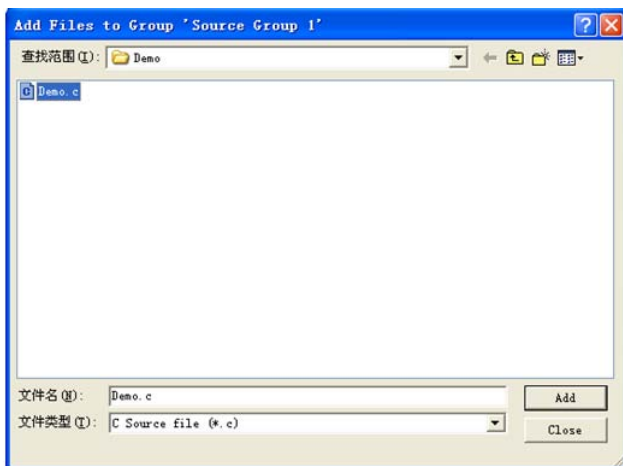 Add Files to Group 'Source Group 1'
查找范围(I): Demo
Demo.c
文件名(N): Demo.c Add
文件类型(T): C Source file (*.c) Close